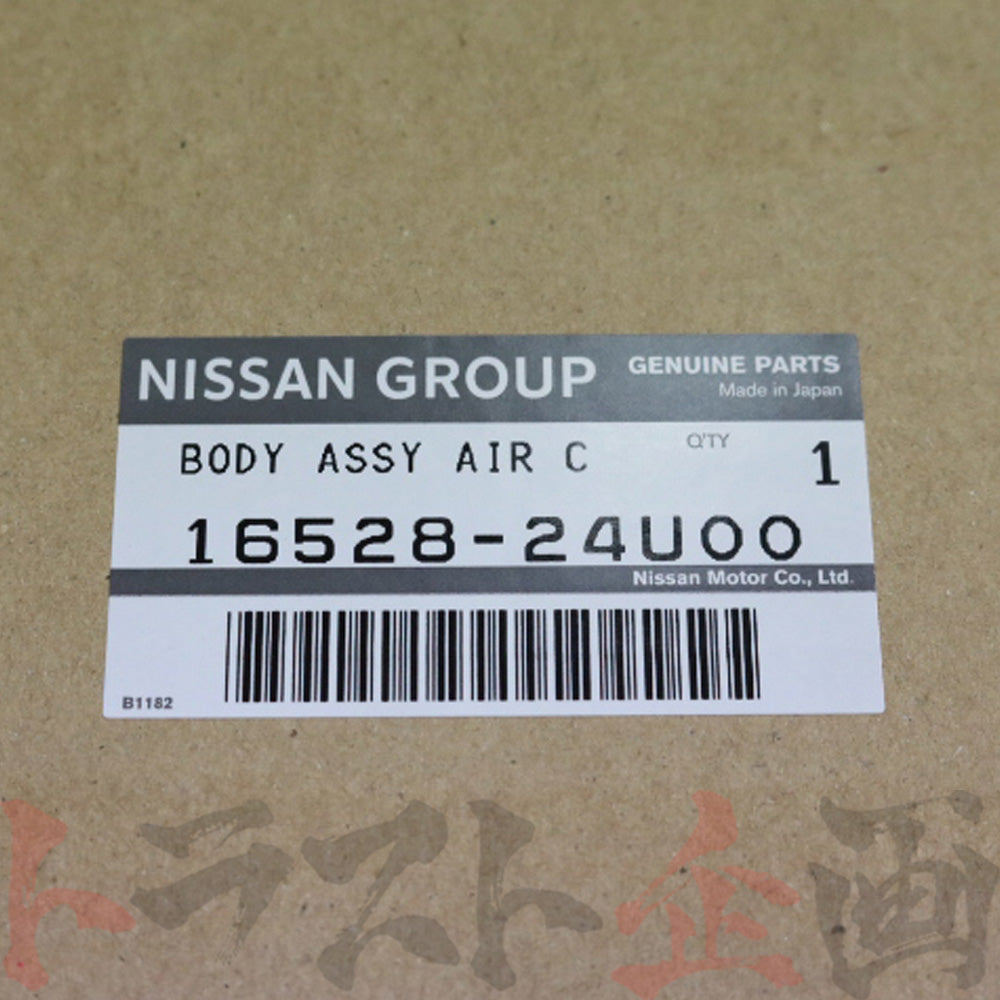 NISSAN GROUP
GENUINE PARTS
Made in Japan
BODY ASSY AIR C
Q'TY
1
16528-24U00
Nissan Motor Co., Ltd.
B1182
トラスト企画